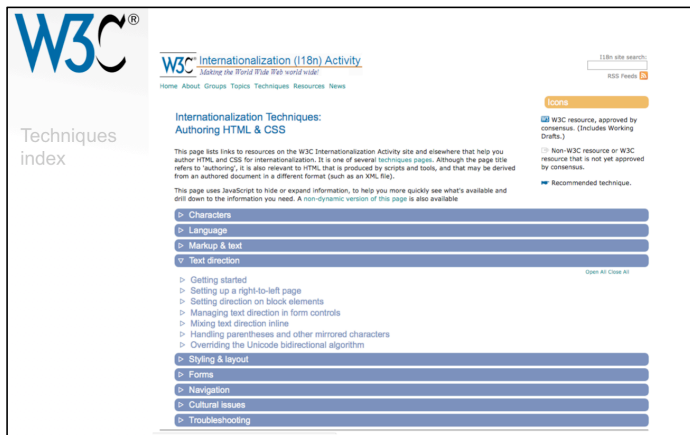 W3C®
Techniques
index
W3C® Internationalization (I18n) Activity
Making the World Wide Web world wide!
I18n site search:
RSS Feeds
Home About Groups Topics Techniques Resources News
Internationalization Techniques:
Authoring HTML & CSS
This page lists links to resources on the W3C Internationalization Activity site and elsewhere that help you
author HTML and CSS for internationalization. It is one of several techniques pages. Although the page title
refers to 'authoring', it is also relevant to HTML that is produced by scripts and tools, and that may be derived
from an authored document in a different format (such as an XML file).
This page uses JavaScript to hide or expand information, to help you more quickly see what's available and
drill down to the information you need. A non-dynamic version of this page is also available
Icons
W3C resource, approved by
consensus. (Includes Working
Drafts.)
Non-W3C resource or W3C
resource that is not yet approved
by consensus.
Recommended technique.
Characters
Language
Markup & text
Text direction
Open All Close All
Getting started
Setting up a right-to-left page
Setting direction on block elements
Managing text direction in form controls
Mixing text direction inline
Handling parentheses and other mirrored characters
Overriding the Unicode bidirectional algorithm
Styling & layout
Forms
Navigation
Cultural issues
Troubleshooting